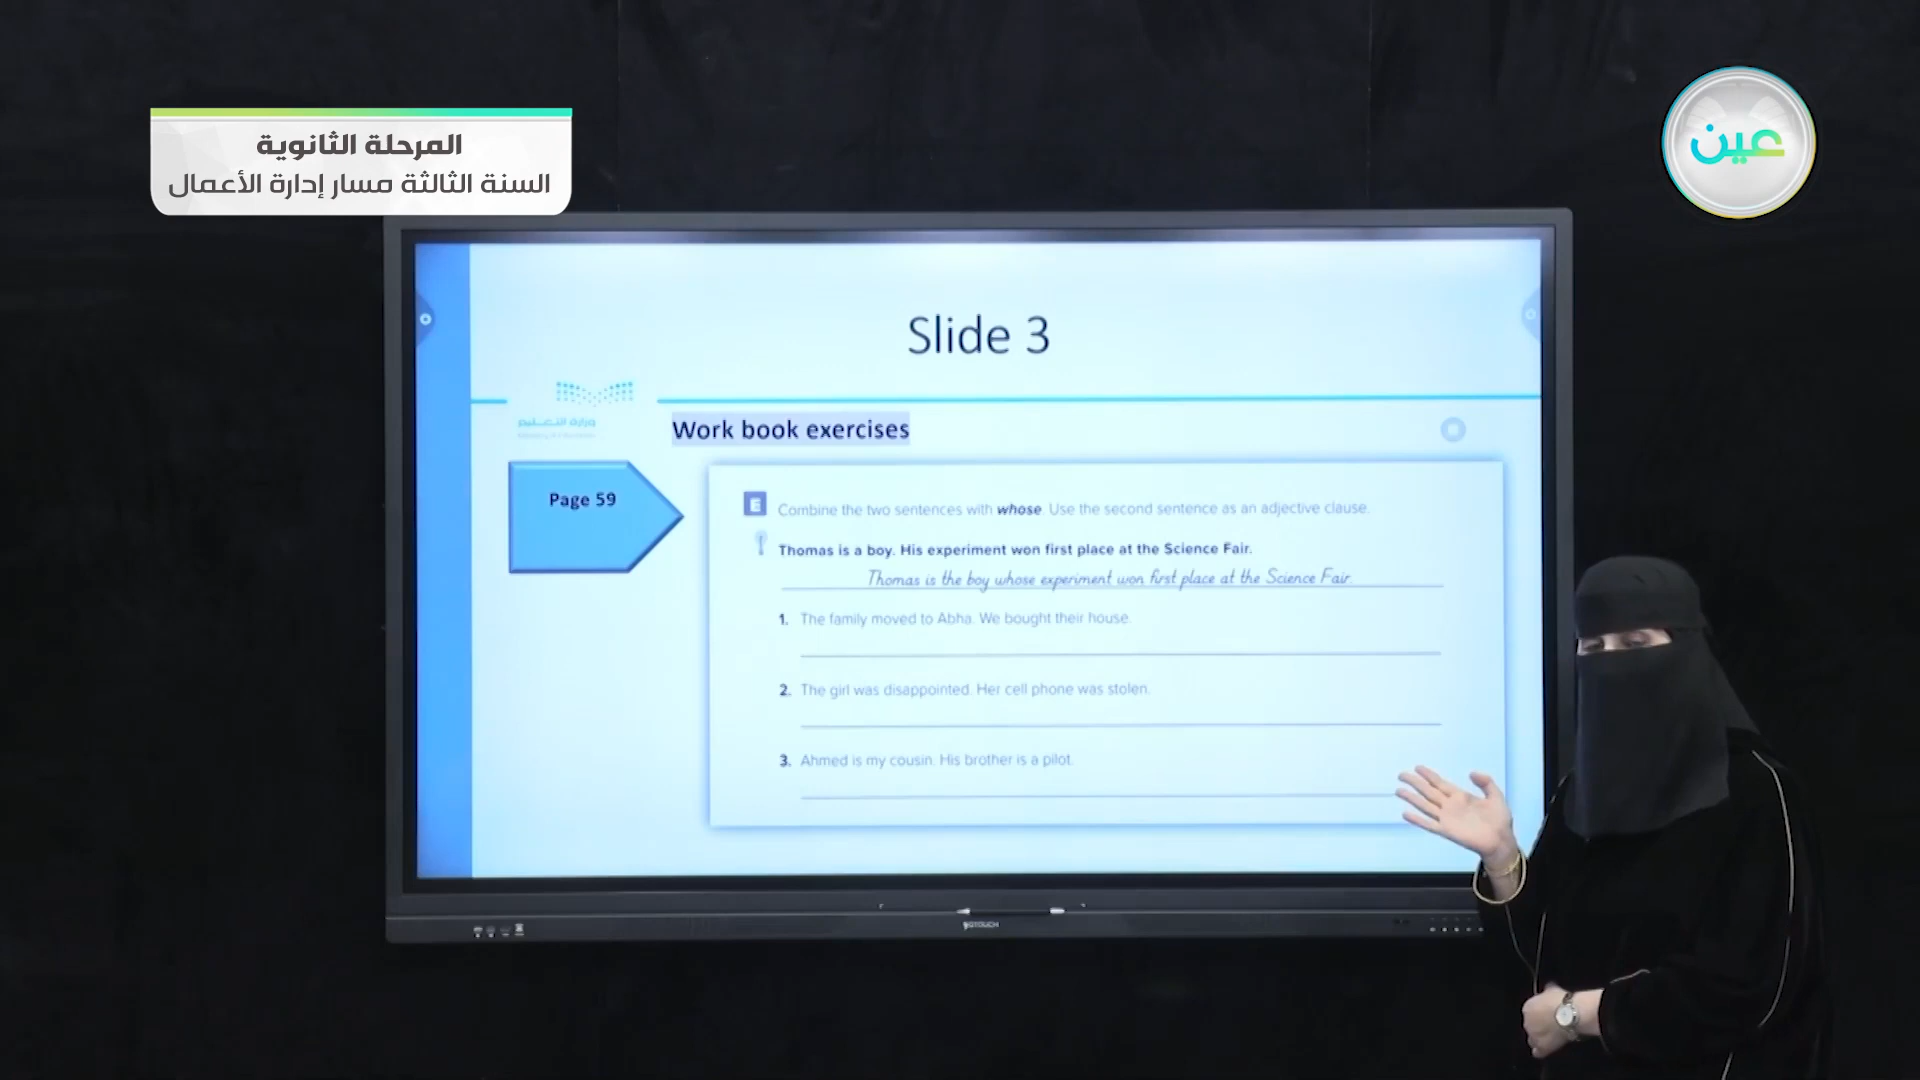 المرحلة الثانوية
السنة الثالثة مسار إدارة الأعمال
عين
Slide 3
وزارة التعليم
Work book exercises
Page 59
E Combine the two sentences with whose. Use the second sentence as an adjective clause.
Thomas is a boy. His experiment won first place at the Science Fair.
Thomas is the boy whose experiment won first place at the Science Fair.
1. The family moved to Abha. We bought their house.
2. The girl was disappointed. Her cell phone was stolen.
3. Ahmed is my cousin. His brother is a pilot.